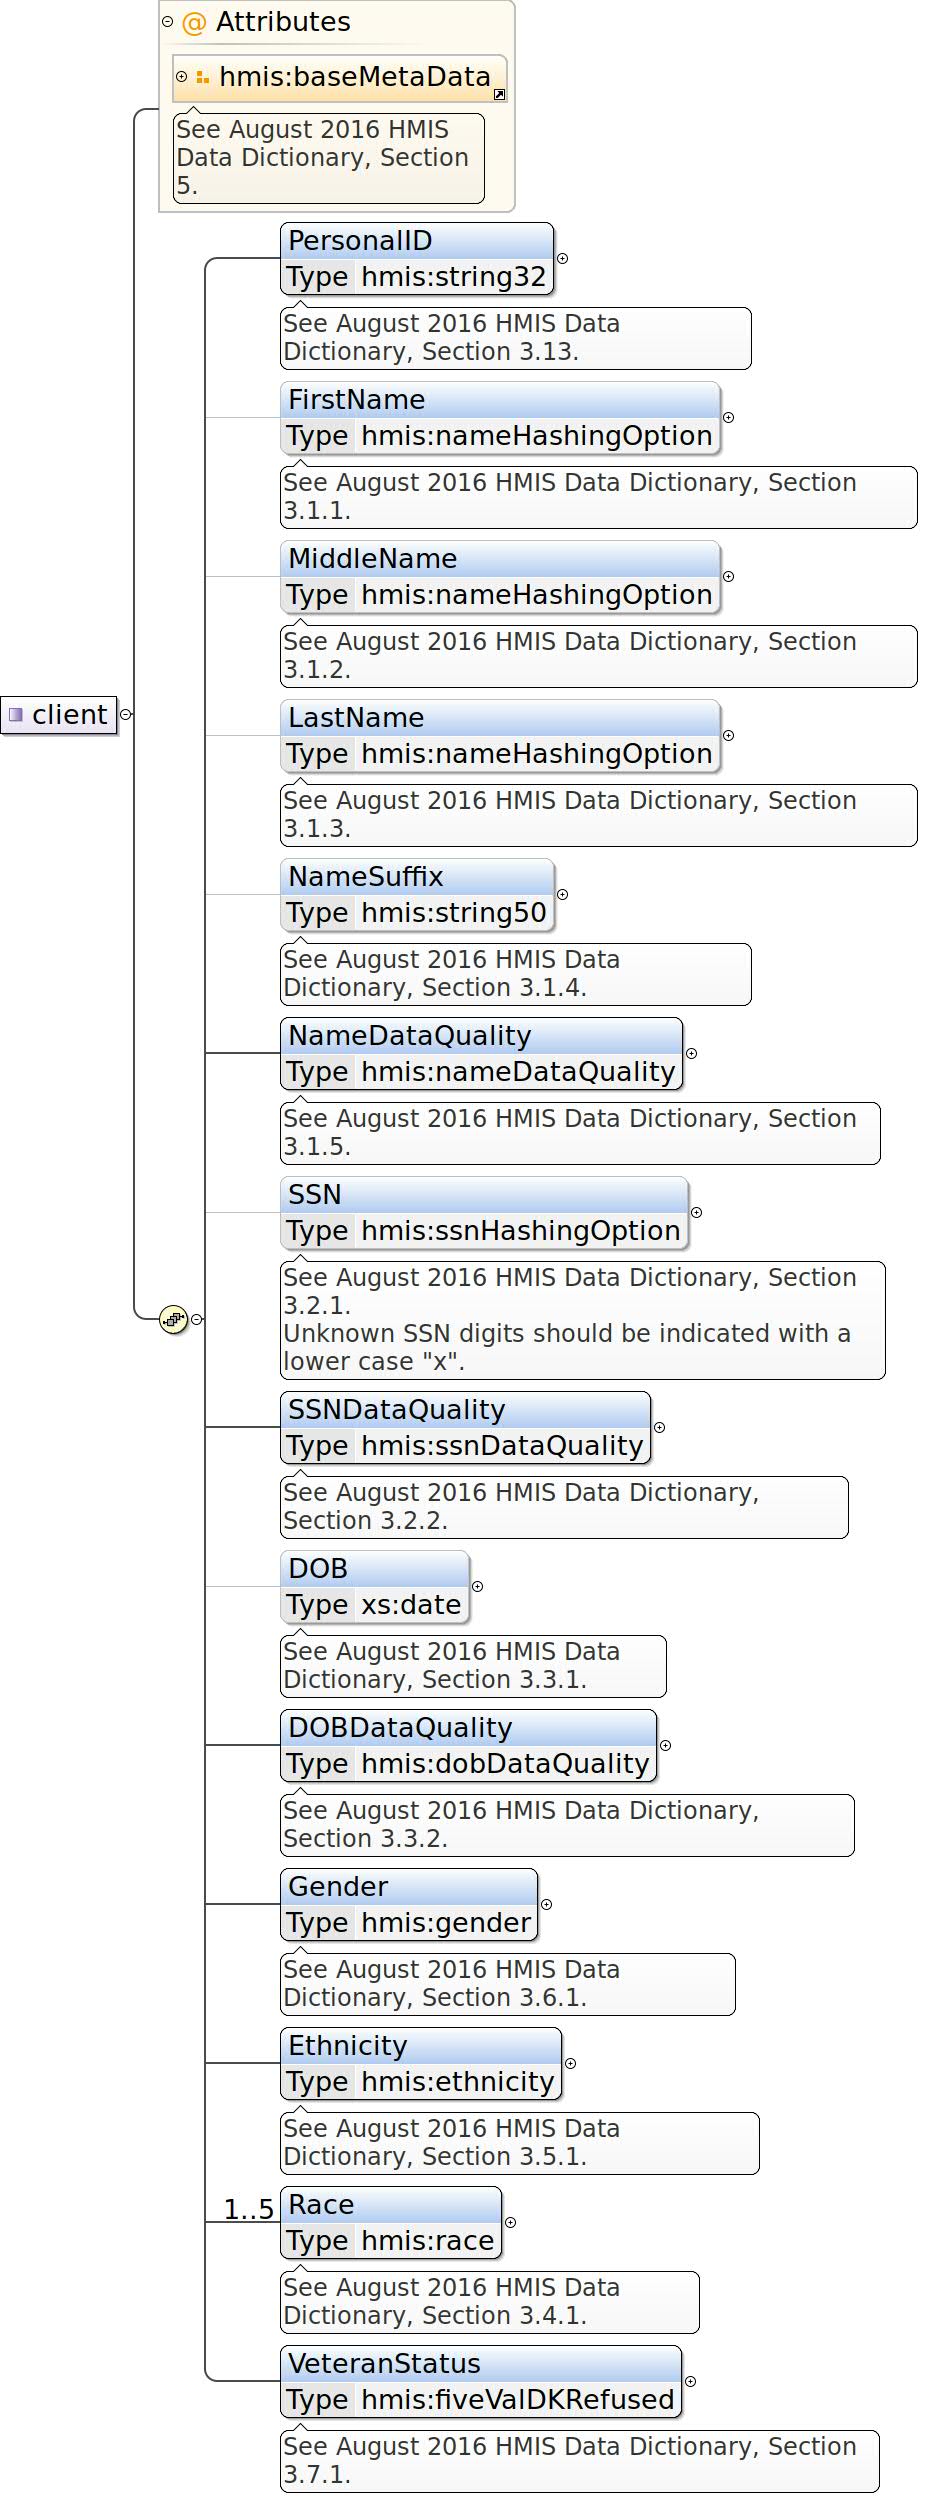 @ Attributes
hmis:baseMetaData
See August 2016 HMIS
Data Dictionary, Section
5.
PersonalID
Type hmis:string32
See August 2016 HMIS Data
Dictionary, Section 3.13.
FirstName
Type hmis:nameHashingOption
See August 2016 HMIS Data Dictionary, Section
3.1.1.
MiddleName
Type hmis:nameHashingOption
See August 2016 HMIS Data Dictionary, Section
3.1.2.
client
LastName
Type hmis:nameHashingOption
See August 2016 HMIS Data Dictionary, Section
3.1.3.
NameSuffix
Type hmis:string50
See August 2016 HMIS Data
Dictionary, Section 3.1.4.
NameDataQuality
Type hmis:nameDataQuality
See August 2016 HMIS Data Dictionary, Section
3.1.5.
SSN
Type hmis:ssnHashingOption
See August 2016 HMIS Data Dictionary, Section
3.2.1.
Unknown SSN digits should be indicated with a
lower case "x".
SSNDataQuality
Type hmis:ssnDataQuality
See August 2016 HMIS Data Dictionary,
Section 3.2.2.
DOB
Type xs:date
See August 2016 HMIS Data
Dictionary, Section 3.3.1.
DOBDataQuality
Type hmis:dobDataQuality
See August 2016 HMIS Data Dictionary,
Section 3.3.2.
Gender
Type hmis:gender
See August 2016 HMIS Data
Dictionary, Section 3.6.1.
Ethnicity
Type hmis:ethnicity
See August 2016 HMIS Data
Dictionary, Section 3.5.1.
1..5 Race
Type hmis:race
See August 2016 HMIS Data
Dictionary, Section 3.4.1.
VeteranStatus
Type hmis:fiveValDKRefused
See August 2016 HMIS Data Dictionary, Section
3.7.1.